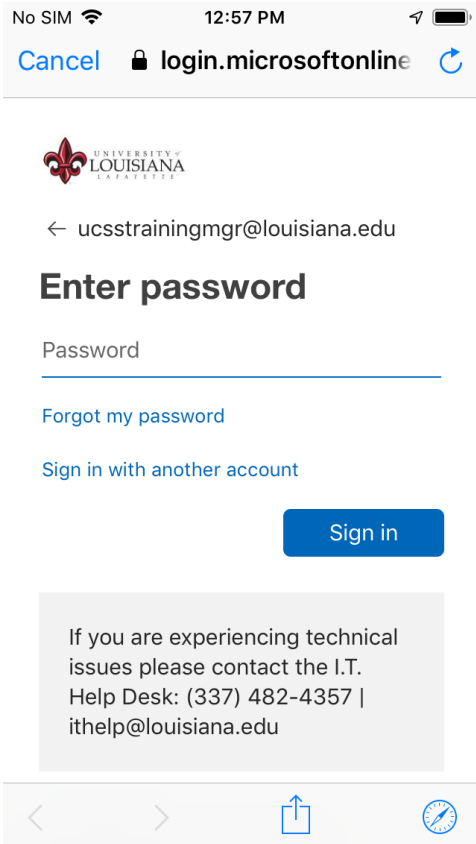 No SIM 12:57 PM
Cancel login.microsoftonline
UNIVERSITY of
LOUISIANA
LAFAYETTE
ucsstrainingmgr@louisiana.edu
Enter password
Password
Forgot my password
Sign in with another account
Sign in
If you are experiencing technical
issues please contact the I.T.
Help Desk: (337) 482-4357 |
ithelp@louisiana.edu